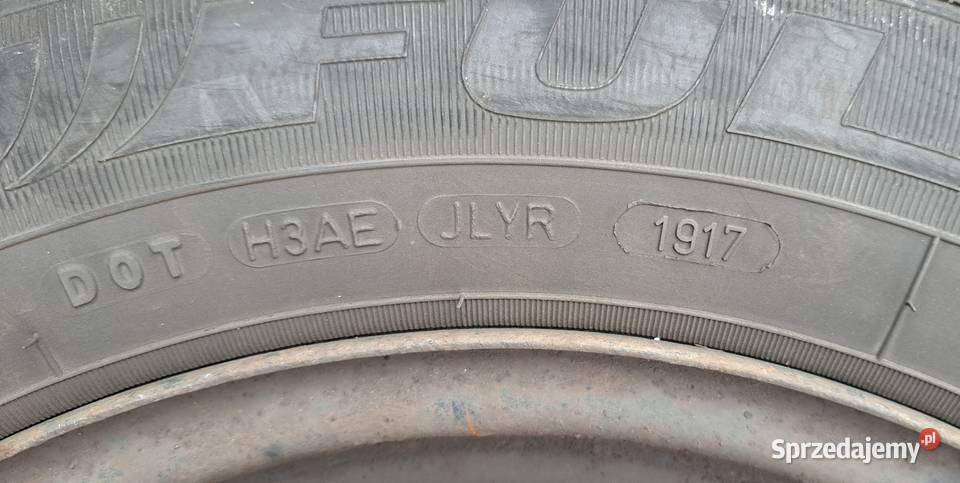 FUL
DOT H3AE JLYR 1917
Sprzedajemy.pl